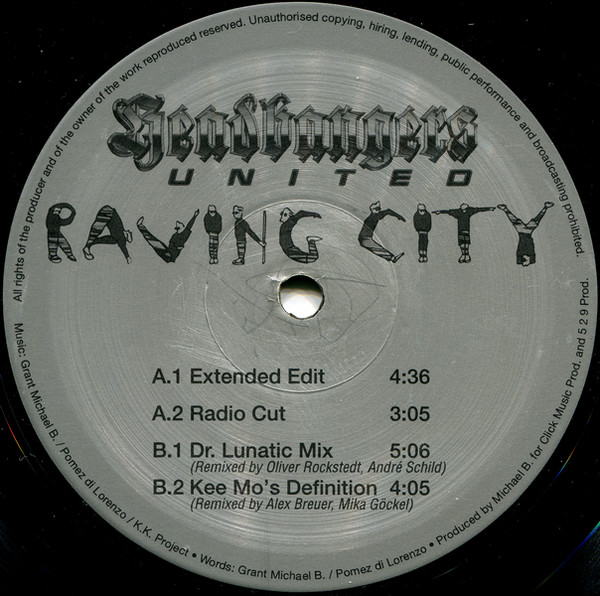 All rights of the producer and of the owner of the work reproduced reserved. Unauthorised copying, hiring, lending, public performance and broadcasting prohibited.
Headbangers
UNITED
RAVING CITY
A.1 Extended Edit 4:36
A.2 Radio Cut 3:05
B.1 Dr. Lunatic Mix 5:06
(Remixed by Oliver Rockstedt, André Schild)
B.2 Kee Mo's Definition 4:05
(Remixed by Alex Breuer, Mika Göckel)
Music: Grant Michael B. / Pomez di Lorenzo / K.K. Project • Words: Grant Michael B. / Pomez di Lorenzo • Produced by Michael B. for Click Music Prod. and 5 2 9 Prod.